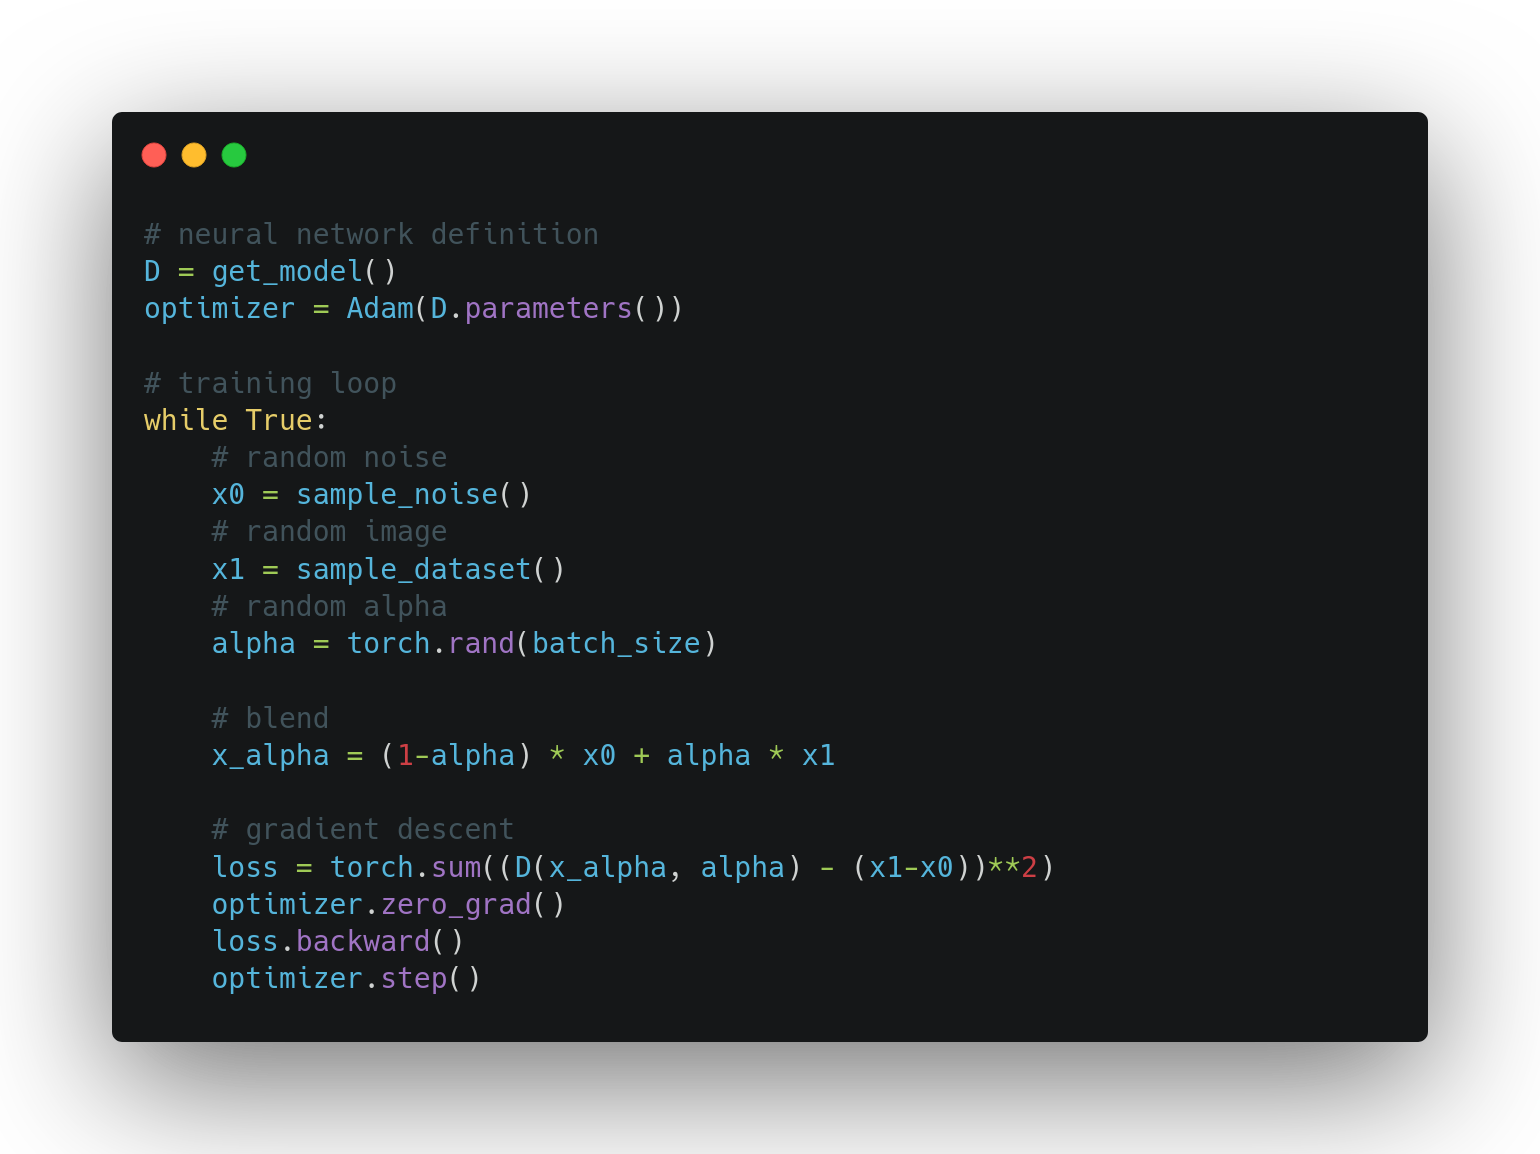 # neural network definition
D = get_model()
optimizer = Adam(D.parameters())
# training loop
while True:
    # random noise
    x0 = sample_noise()
    # random image
    x1 = sample_dataset()
    # random alpha
    alpha = torch.rand(batch_size)
    # blend
    x_alpha = (1-alpha) * x0 + alpha * x1
    # gradient descent
    loss = torch.sum((D(x_alpha, alpha) - (x1-x0))**2)
    optimizer.zero_grad()
    loss.backward()
    optimizer.step()